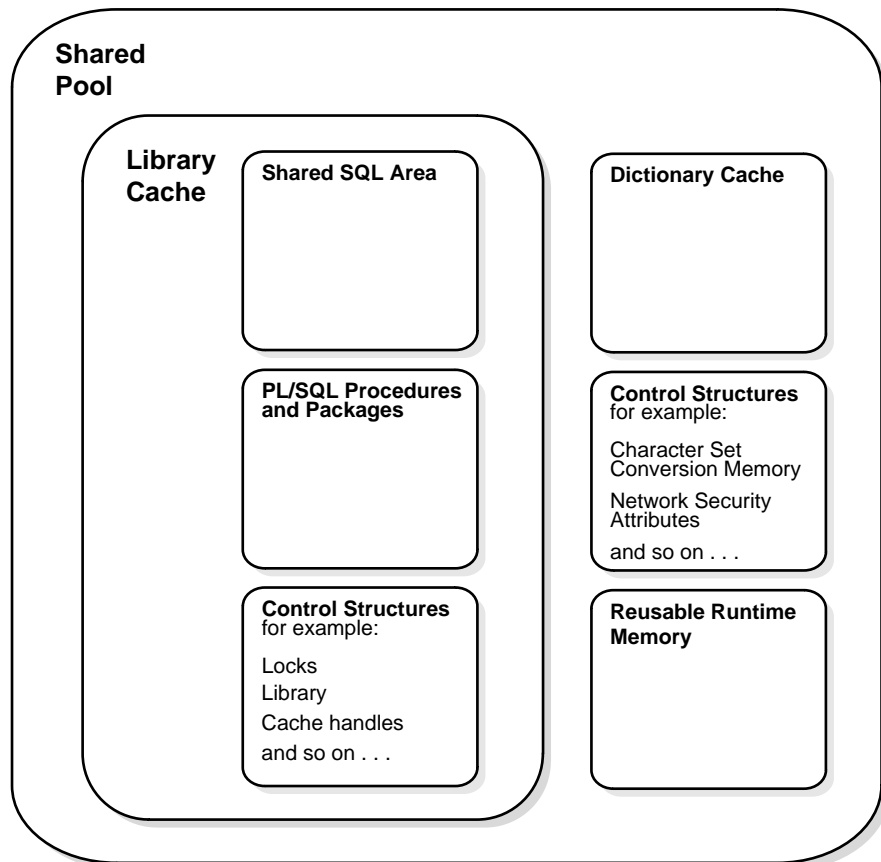 Shared
Pool
Library
Cache
Shared SQL Area
PL/SQL Procedures
and Packages
Control Structures
for example:
Locks
Library
Cache handles
and so on . . .
Dictionary Cache
Control Structures
for example:
Character Set
Conversion Memory
Network Security
Attributes
and so on . . .
Reusable Runtime
Memory